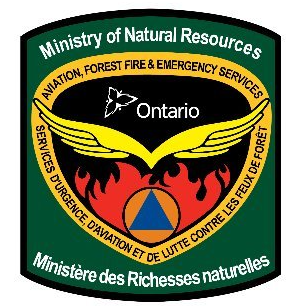 Ministry of Natural Resources
AVIATION, FOREST FIRE & EMERGENCY SERVICES
Ontario
SERVICES D'URGENCE, D'AVIATION ET DE LUTTE CONTRE LES FEUX DE FORÊT
Ministère des Richesses naturelles